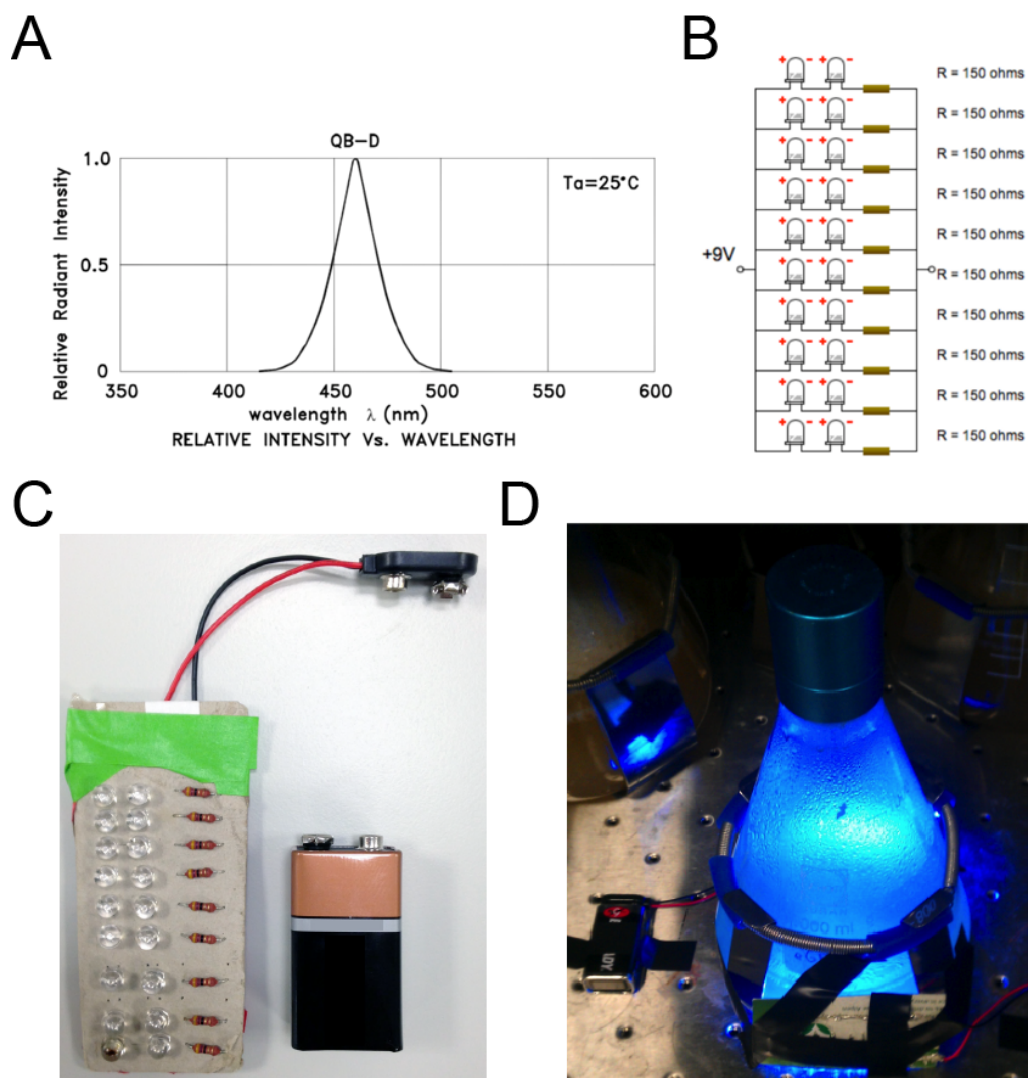 A
QB–D
1.0
Ta=25°C
0.5
0
Relative Radiant Intensity
350 400 450 500 550 600
wavelength λ (nm)
RELATIVE INTENSITY Vs. WAVELENGTH
B
+ - + - R = 150 ohms
+ - + - R = 150 ohms
+ - + - R = 150 ohms
+ - + - R = 150 ohms
+ - + - R = 150 ohms
+9V
+ - + - R = 150 ohms
+ - + - R = 150 ohms
+ - + - R = 150 ohms
+ - + - R = 150 ohms
+ - + - R = 150 ohms
C
D
000 ml